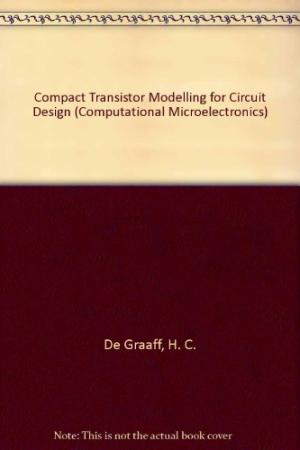 Compact Transistor Modelling for Circuit
Design (Computational Microelectronics)
De Graaff, H. C.
Note: This is not the actual book cover